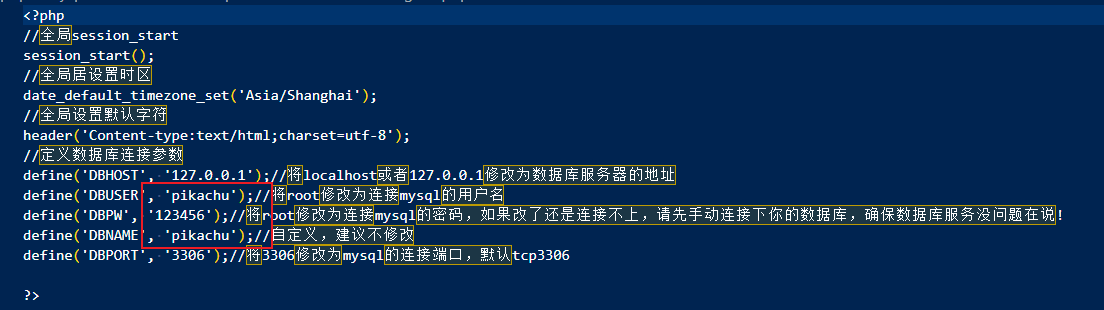 <?php
//全局session_start
session_start();
//全局居设置时区
date_default_timezone_set('Asia/Shanghai');
//全局设置默认字符
header('Content-type:text/html;charset=utf-8');
//定义数据库连接参数
define('DBHOST', '127.0.0.1');//将localhost或者127.0.0.1修改为数据库服务器的地址
define('DBUSER', 'pikachu');//将root修改为连接mysql的用户名
define('DBPW', '123456');//将root修改为连接mysql的密码，如果改了还是连接不上，请先手动连接下你的数据库，确保数据库服务没问题在说!
define('DBNAME', 'pikachu');//自定义，建议不修改
define('DBPORT', '3306');//将3306修改为mysql的连接端口，默认tcp3306
?>